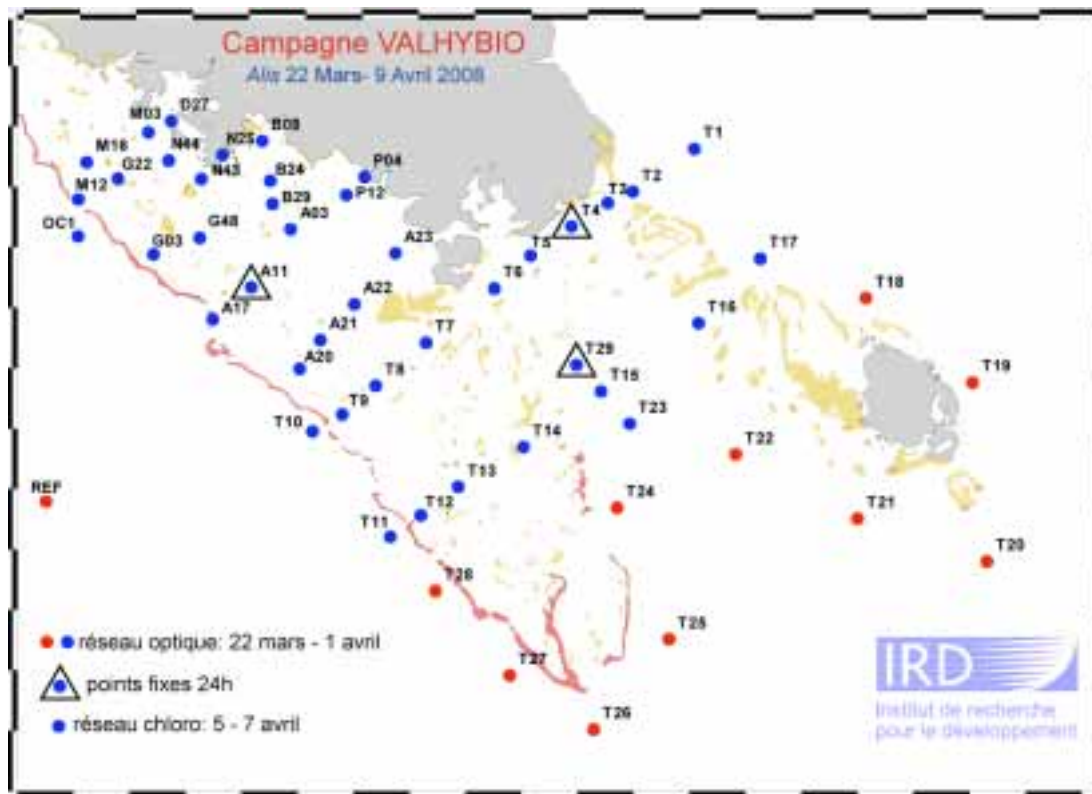 Campagne VALHYBIO
Alis 22 Mars- 9 Avril 2008
D27
M03
B08
N25
T1
M16
N44
G22
N43
B24
P04
T2
M12
B29
P12
T3
T4
OC1
G48
A03
G03
A23
T5
T17
A11
T6
T18
A22
A17
T16
A21
T7
A20
T29
T19
T8
T15
T9
T10
T23
T14
T22
T13
REF
T24
T12
T21
T11
T20
T28
réseau optique: 22 mars - 1 avril
T25
T27
IRD
points fixes 24h
T26
Institut de recherche
réseau chloro: 5 - 7 avril
pour le développement